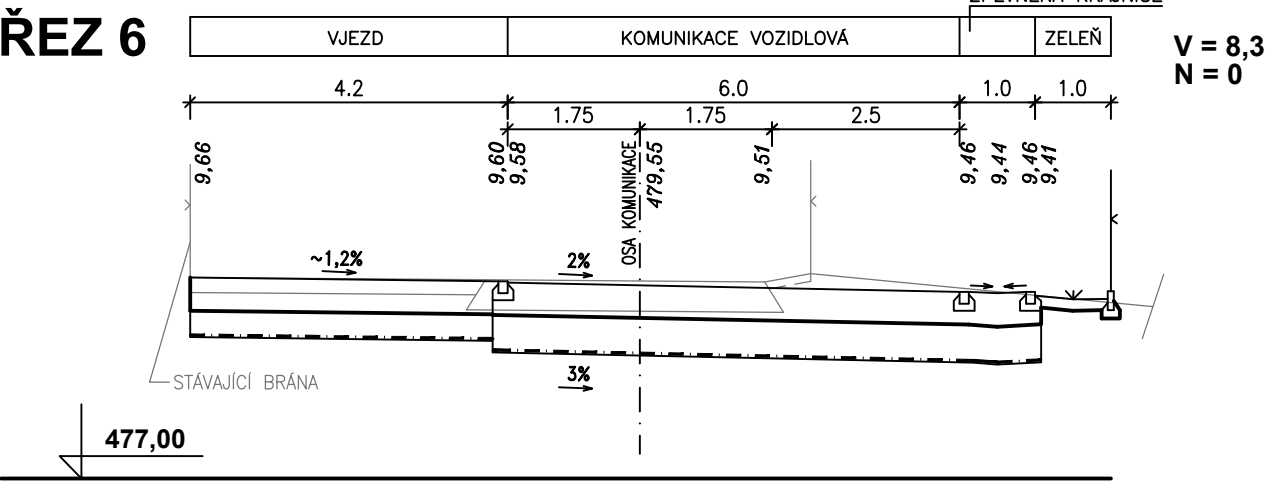 ZPEVNĚNÁ KRAJNICE
ŘEZ 6
VJEZD
KOMUNIKACE VOZIDLOVÁ
ZELEŇ
V = 8,3
N = 0
4.2
6.0
1.0
1.0
1.75
1.75
2.5
9,66
9,60
9,58
OSA KOMUNIKACE
479,55
9,51
9,46
9,44
9,46
9,41
~1,2%
2%
3%
STÁVAJÍCÍ BRÁNA
477,00